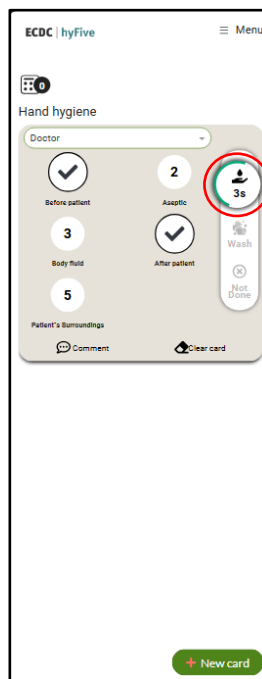 ECDC | hyFive
≡ Menu
0
Hand hygiene
Doctor
2
3s
Before patient
Aseptic
3
Wash
Body fluid
After patient
5
Not
Done
Patient's Surroundings
Comment
Clear card
+ New card